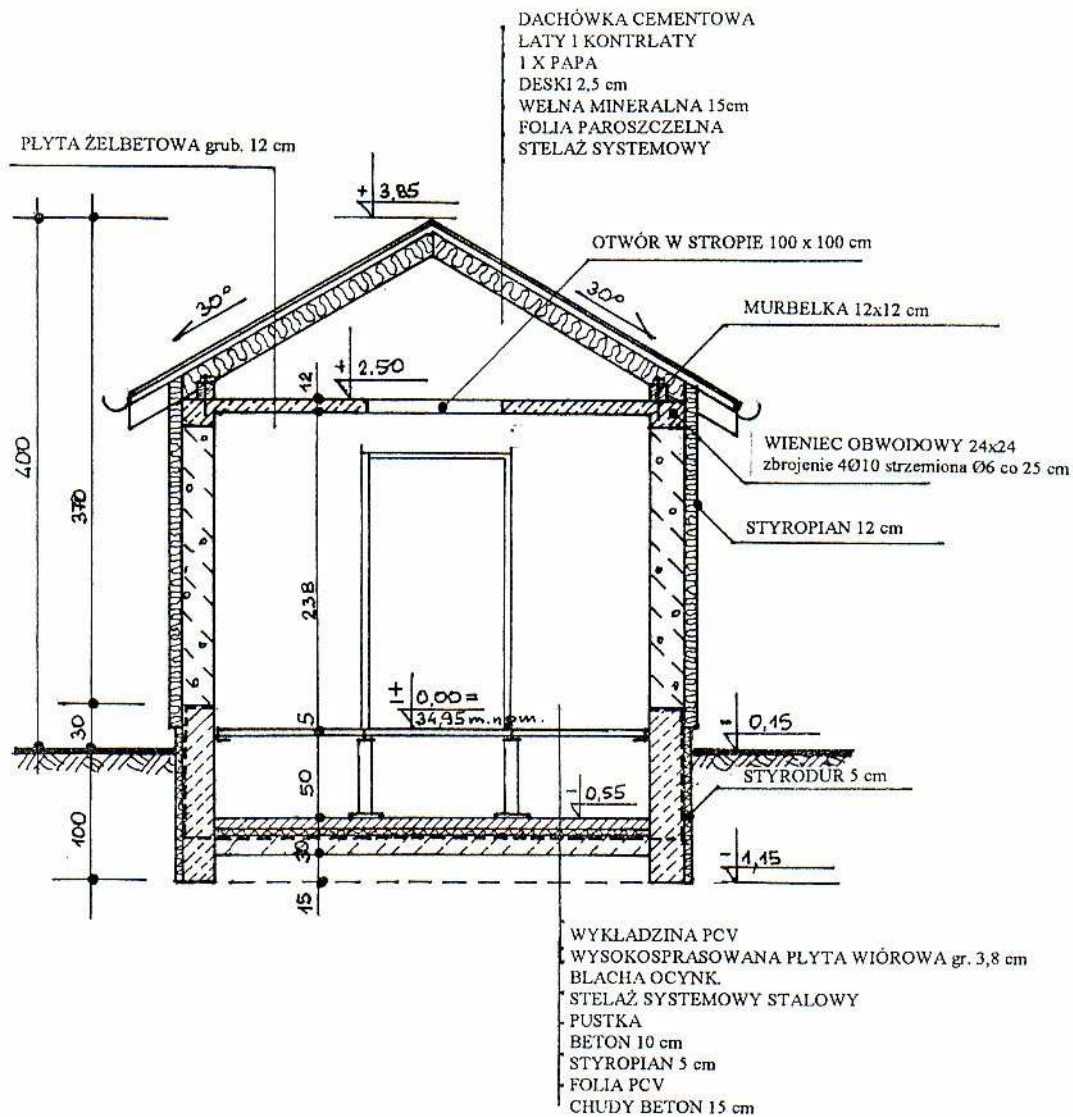 DACHÓWKA CEMENTOWA
ŁATY I KONTRŁATY
1 X PAPA
DESKI 2,5 cm
WEŁNA MINERALNA 15cm
FOLIA PAROSZCZELNA
STELAŻ SYSTEMOWY
PŁYTA ŻELBETOWA grub. 12 cm
+ 3,85
OTWÓR W STROPIE 100 x 100 cm
30°
30°
MURBELKA 12x12 cm
12
+ 2.50
WIENIEC OBWODOWY 24x24
zbrojenie 4Ø10 strzemiona Ø6 co 25 cm
400
370
STYROPIAN 12 cm
238
± 0,00 =
34,95 m.npm.
30
5
- 0,15
STYRODUR 5 cm
50
- 0,55
100
30
- 1,15
15
WYKŁADZINA PCV
WYSOKOSPRASOWANA PŁYTA WIÓROWA gr. 3,8 cm
BLACHA OCYNK.
STELAŻ SYSTEMOWY STALOWY
PUSTKA
BETON 10 cm
STYROPIAN 5 cm
FOLIA PCV
CHUDY BETON 15 cm